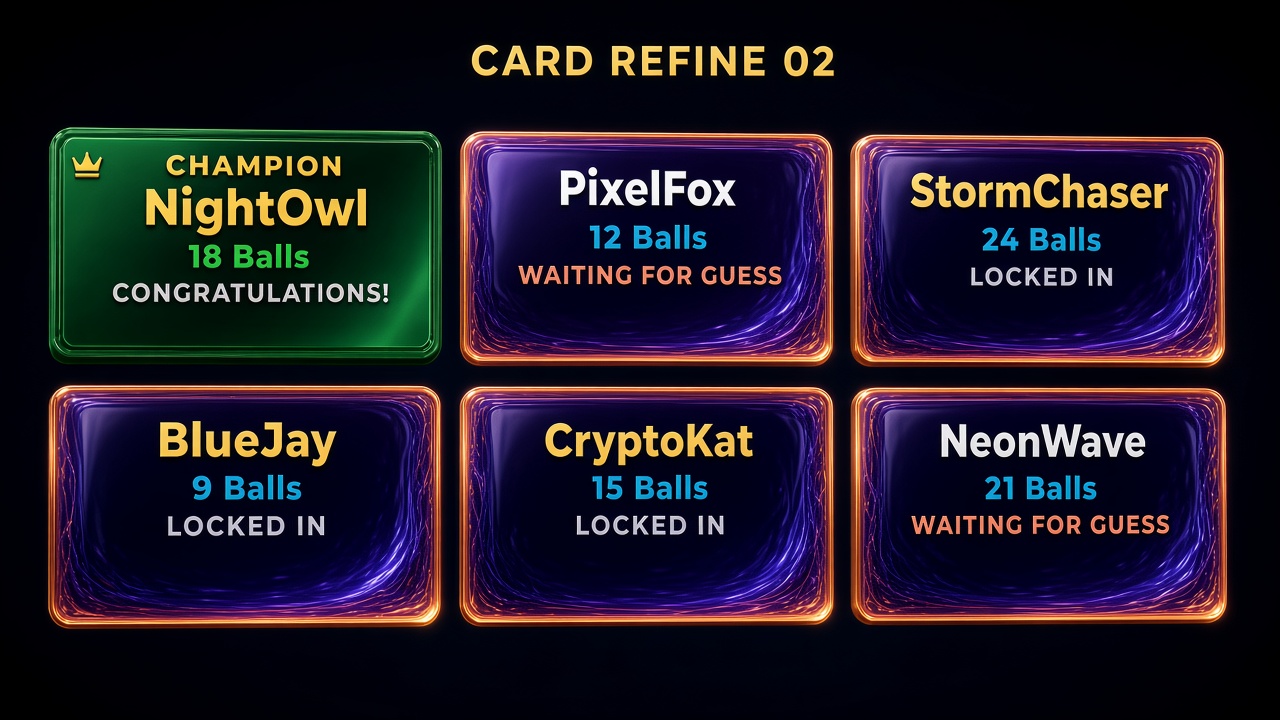 CARD REFINE 02
CHAMPION
NightOwl
18 Balls
CONGRATULATIONS!
PixelFox
12 Balls
WAITING FOR GUESS
StormChaser
24 Balls
LOCKED IN
BlueJay
9 Balls
LOCKED IN
CryptoKat
15 Balls
LOCKED IN
NeonWave
21 Balls
WAITING FOR GUESS